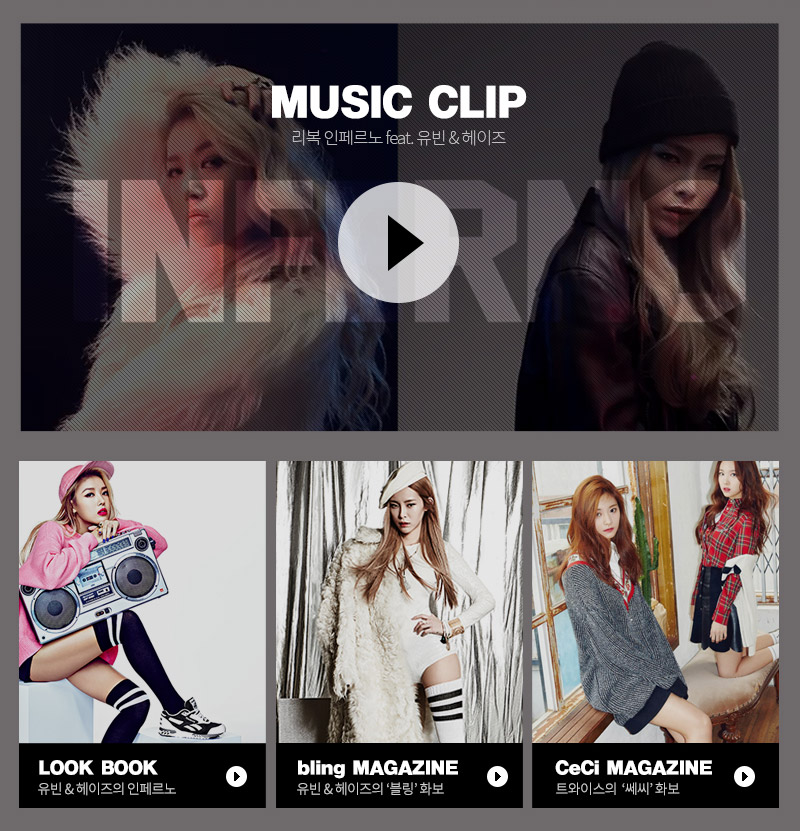 MUSIC CLIP
리복 인페르노 feat. 유빈 & 헤이즈
INFERNO
LOOK BOOK
유빈 & 헤이즈의 인페르노
bling MAGAZINE
유빈 & 헤이즈의 ‘블링’ 화보
CeCi MAGAZINE
트와이스의 ‘쎄씨’ 화보